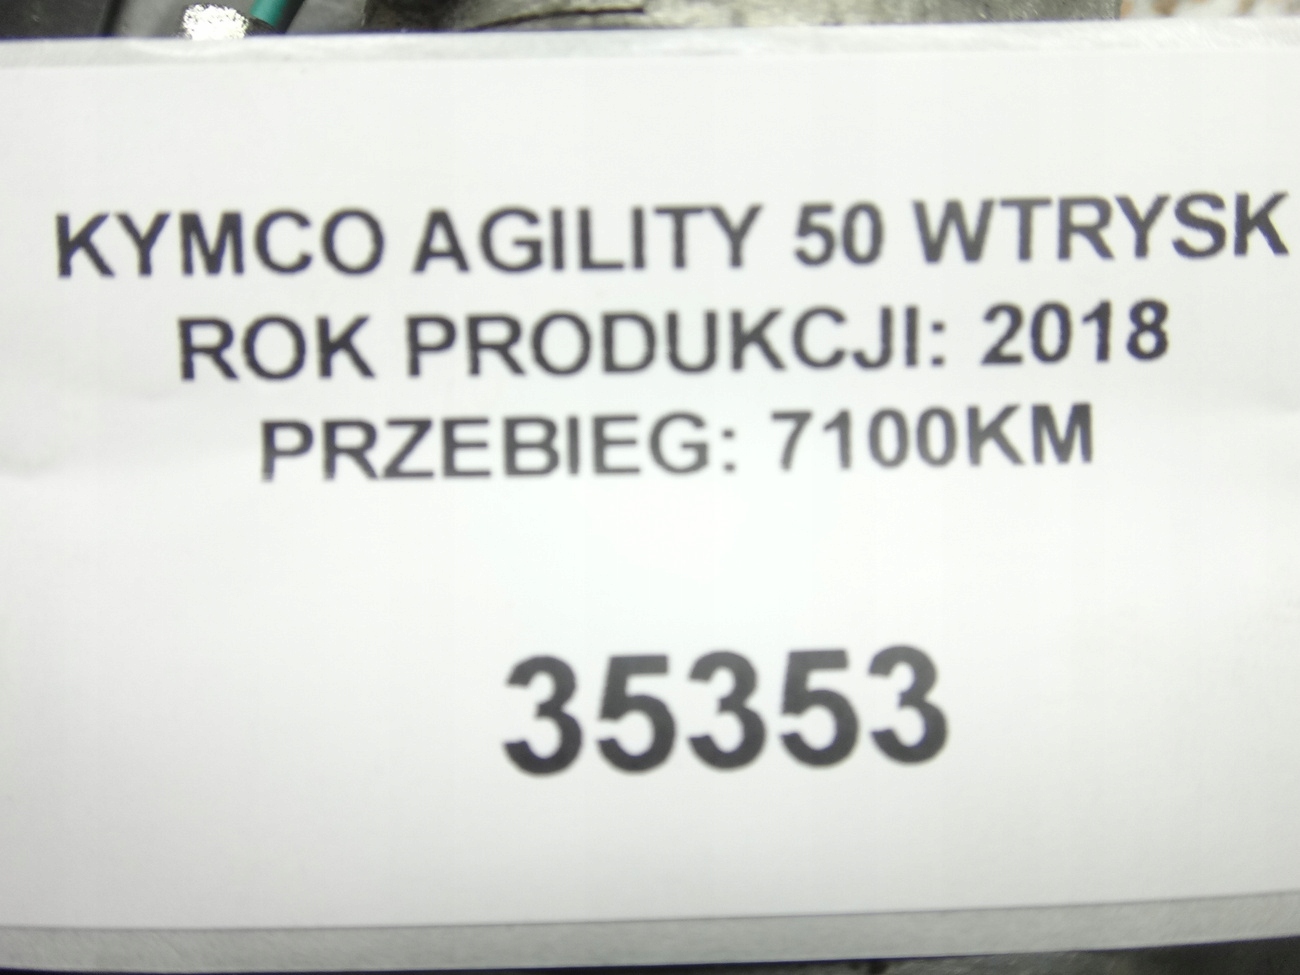 KYMCO AGILITY 50 WTRYSK
ROK PRODUKCJI: 2018
PRZEBIEG: 7100KM
35353